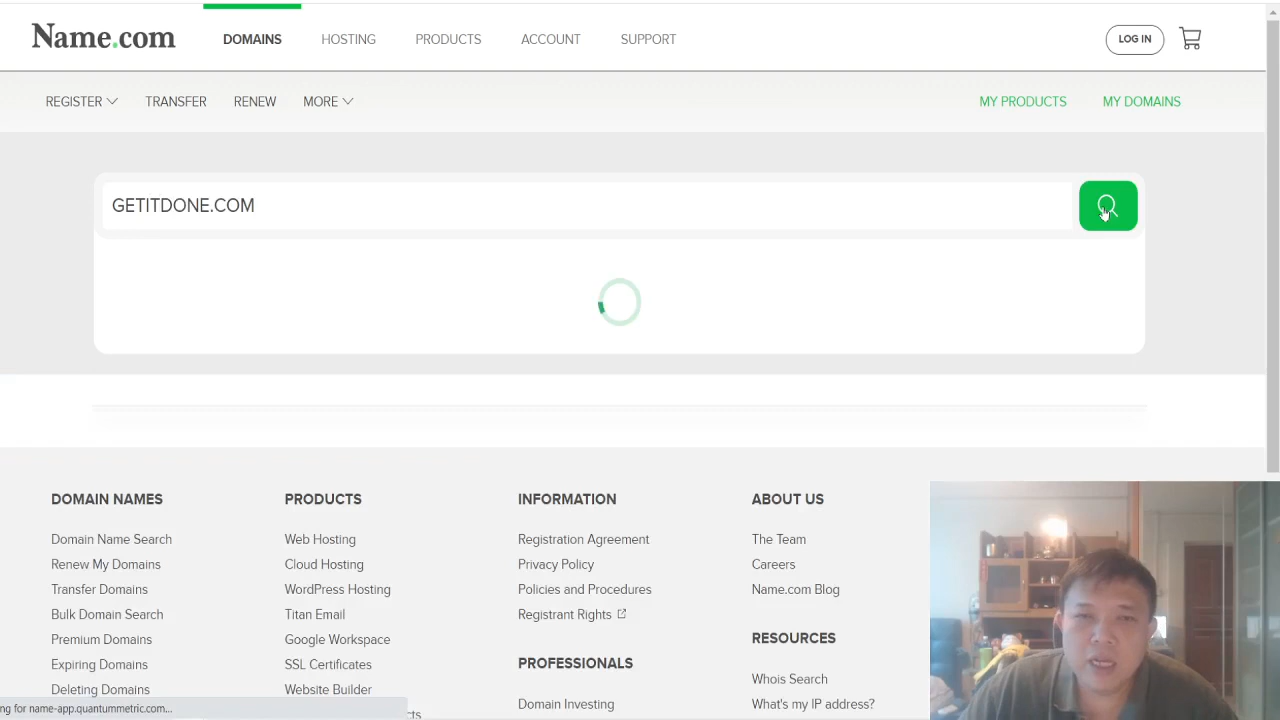 Name.com
DOMAINS
HOSTING
PRODUCTS
ACCOUNT
SUPPORT
LOG IN
REGISTER
TRANSFER
RENEW
MORE
MY PRODUCTS
MY DOMAINS
GETITDONE.COM
DOMAIN NAMES
Domain Name Search
Renew My Domains
Transfer Domains
Bulk Domain Search
Premium Domains
Expiring Domains
Deleting Domains
PRODUCTS
Web Hosting
Cloud Hosting
WordPress Hosting
Titan Email
Google Workspace
SSL Certificates
Website Builder
cts
INFORMATION
Registration Agreement
Privacy Policy
Policies and Procedures
Registrant Rights
PROFESSIONALS
Domain Investing
ABOUT US
The Team
Careers
Name.com Blog
RESOURCES
Whois Search
What's my IP address?
ng for name-app.quantummetric.com...